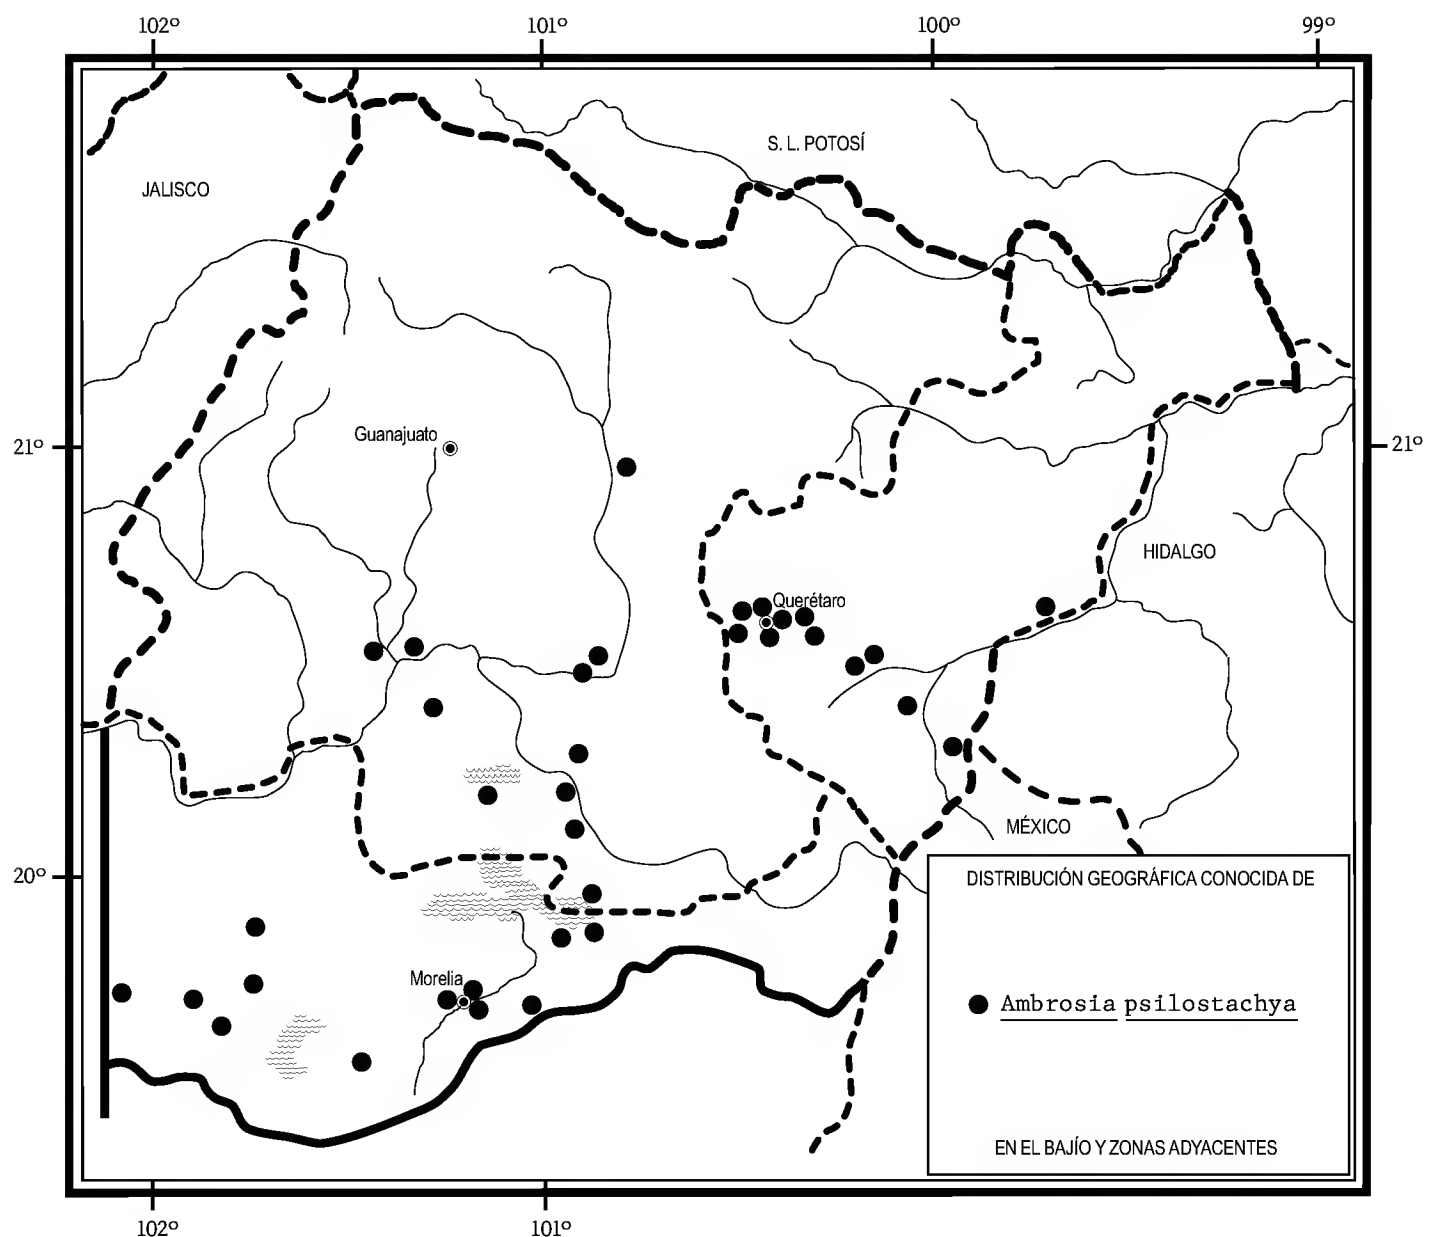 102º 101º 100º 99º
S. L. POTOSÍ
JALISCO
Guanajuato
21º 21º
HIDALGO
Querétaro
MÉXICO
20º
DISTRIBUCIÓN GEOGRÁFICA CONOCIDA DE
Morelia
Ambrosia psilostachya
EN EL BAJÍO Y ZONAS ADYACENTES
102º 101º